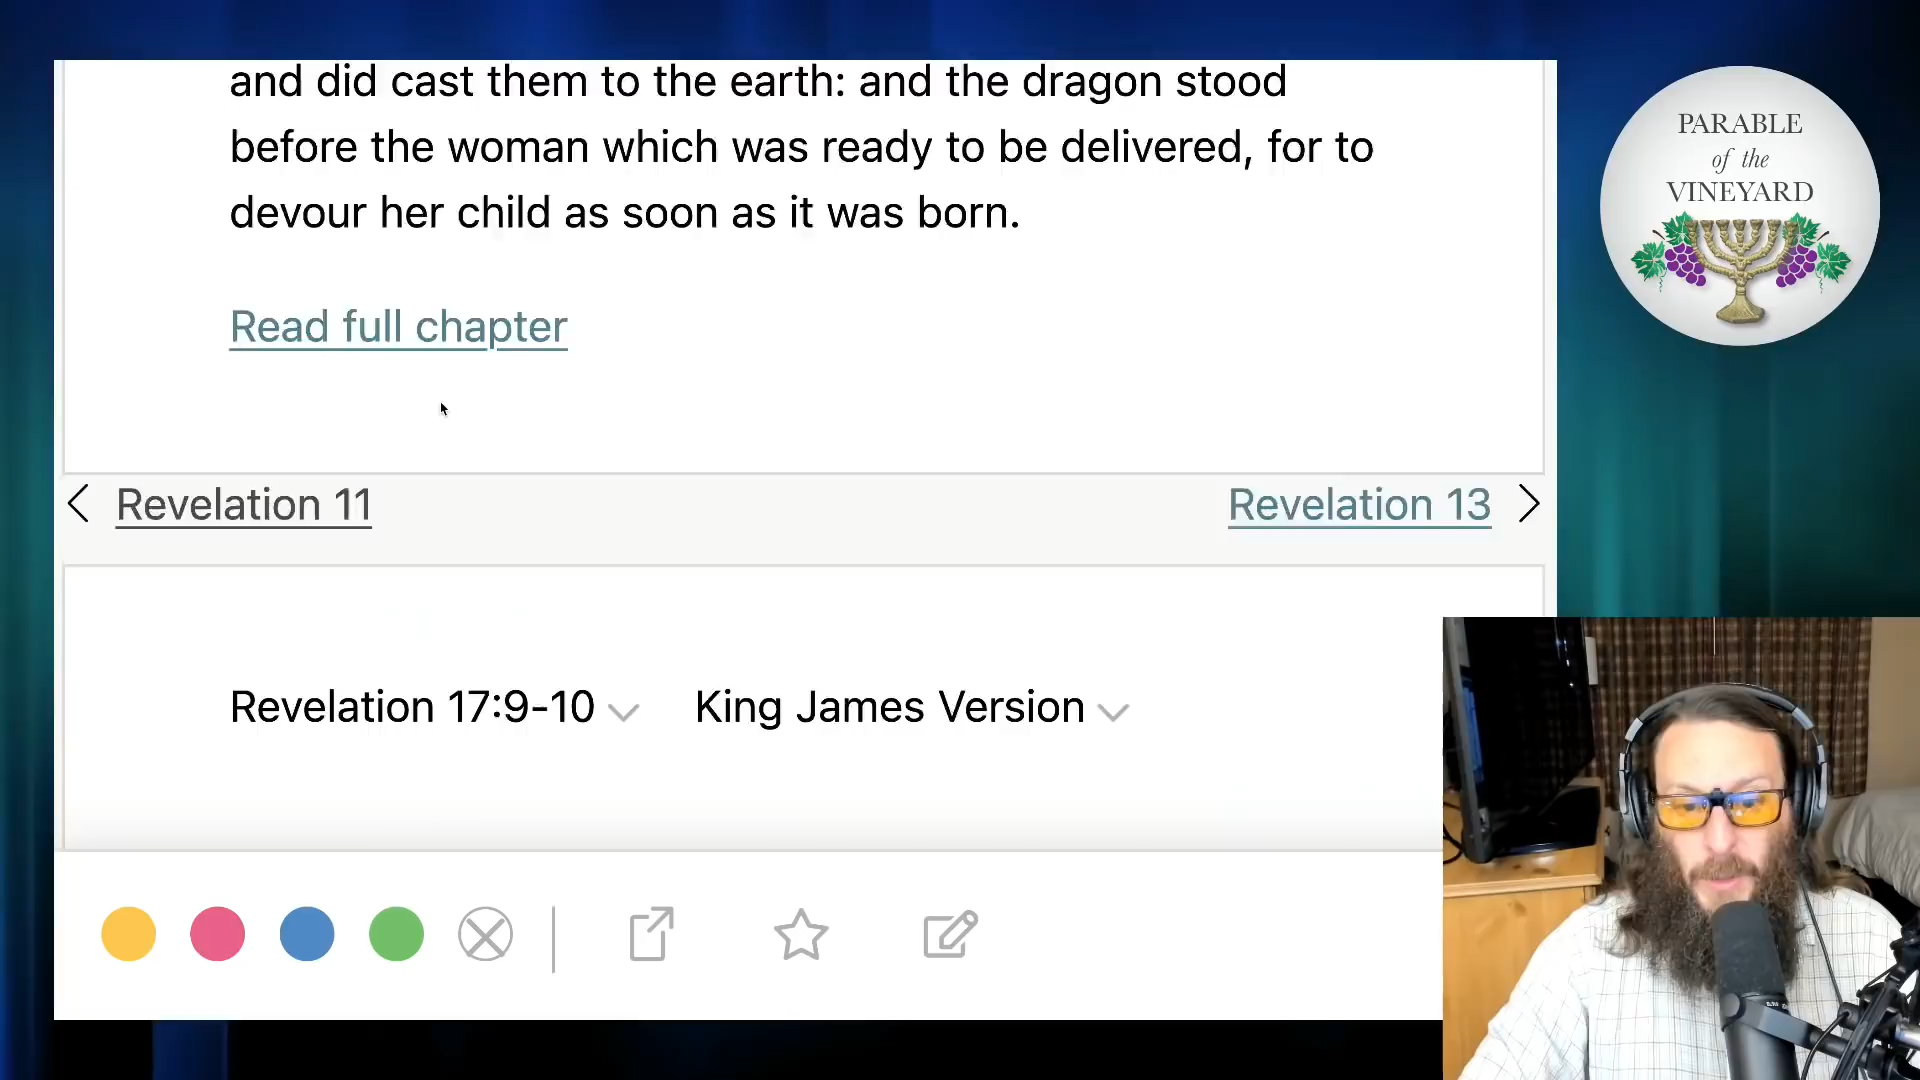 and did cast them to the earth: and the dragon stood
before the woman which was ready to be delivered, for to
devour her child as soon as it was born.
Read full chapter
Revelation 11
Revelation 13
Revelation 17:9-10
King James Version
PARABLE
of the
VINEYARD